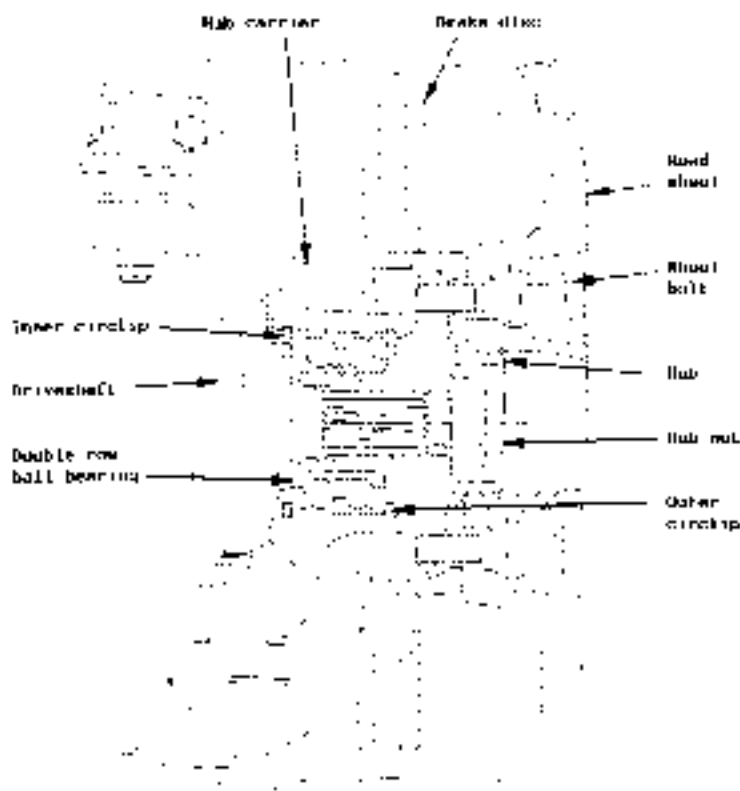 Hub carrier
Brake disc
Road
wheel
Wheel
bolt
Inner circlip
Driveshaft
Hub
Double row
ball bearing
Hub nut
Outer
circlip